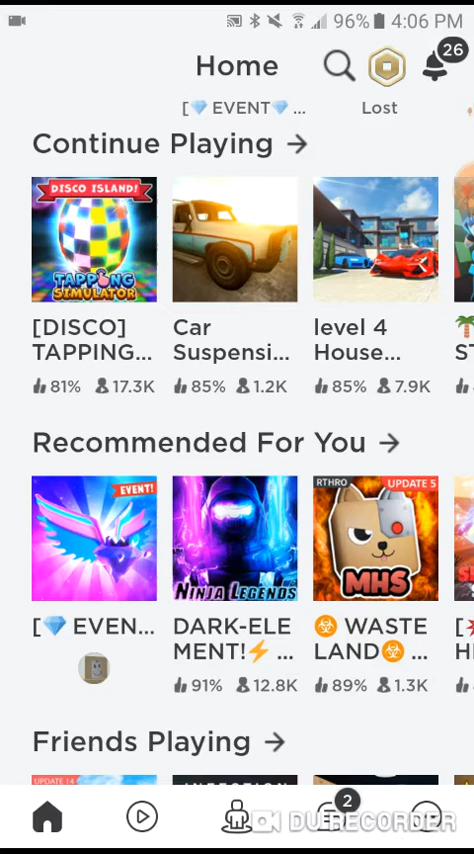 96% 4:06 PM
Home
26
[💎 EVENT💎 ... Lost
Continue Playing →
DISCO ISLAND!
TAPPING
SIMULATOR
[DISCO]
TAPPING...
81% 17.3K
Car
Suspensi...
85% 1.2K
level 4
House...
85% 7.9K
🌴
ST
Recommended For You →
EVENT!
[💎 EVEN...
NINJA LEGENDS
DARK-ELE
MENT!⚡ ...
91% 12.8K
RTHRO UPDATE 5
MHS
☣ WASTE
LAND☣ ...
89% 1.3K
Friends Playing →
UPDATE 14
INFECTION
2
DU RECORDER